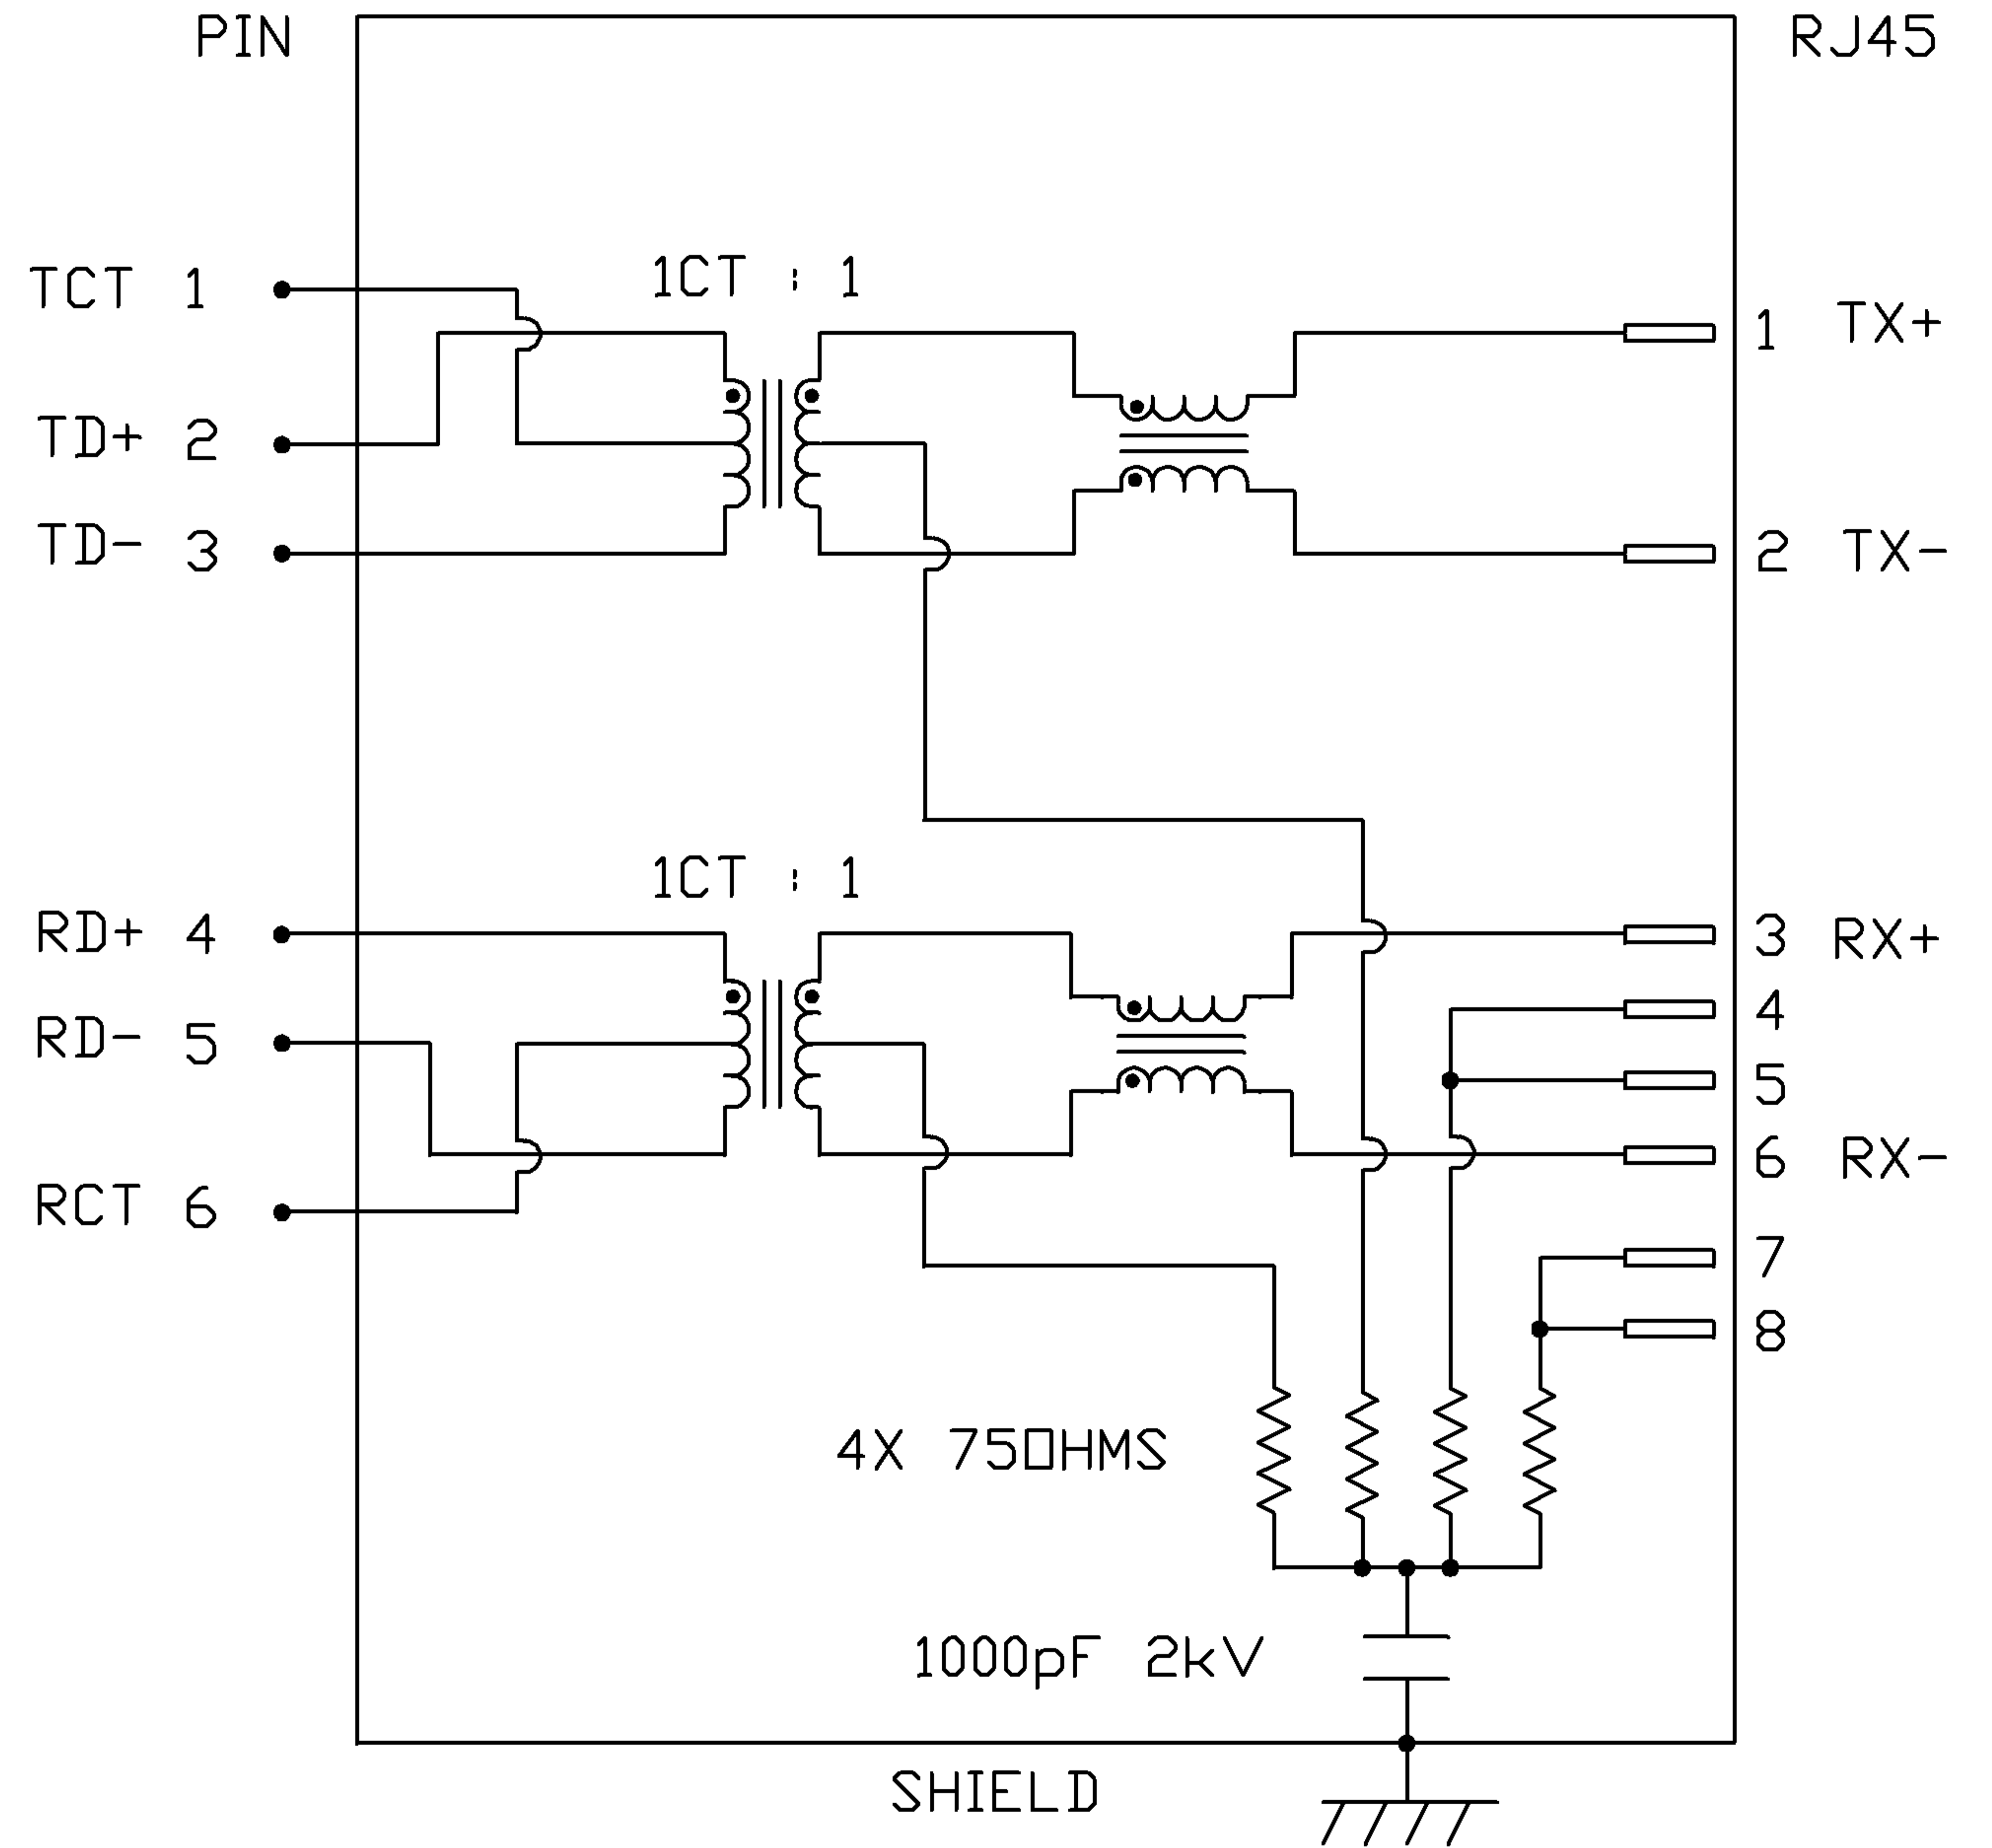 PIN RJ45
TCT 1
1CT : 1
1 TX+
TD+ 2
TD- 3
2 TX-
1CT : 1
RD+ 4
3 RX+
4
RD- 5
5
6 RX-
RCT 6
7
8
4X 75OHMS
1000pF 2kV
SHIELD